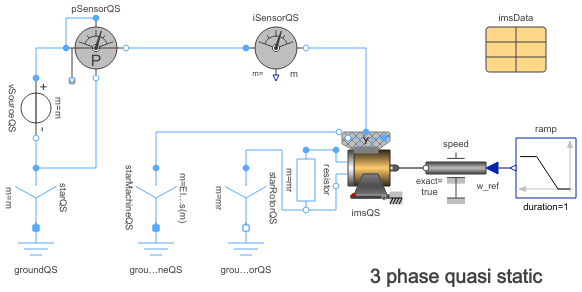 pSensorQS
iSensorQS
imsData
P
m=
m
+
-
vSourceQS
m=m
Y
speed
ramp
exact=
true
w_ref
duration=1
starQS
m=m
starMachineQS
m=El...s(m)
starRotorQS
m=mr
resistor
m=mr
imsQS
groundQS
grou...neQS
grou...orQS
3 phase quasi static